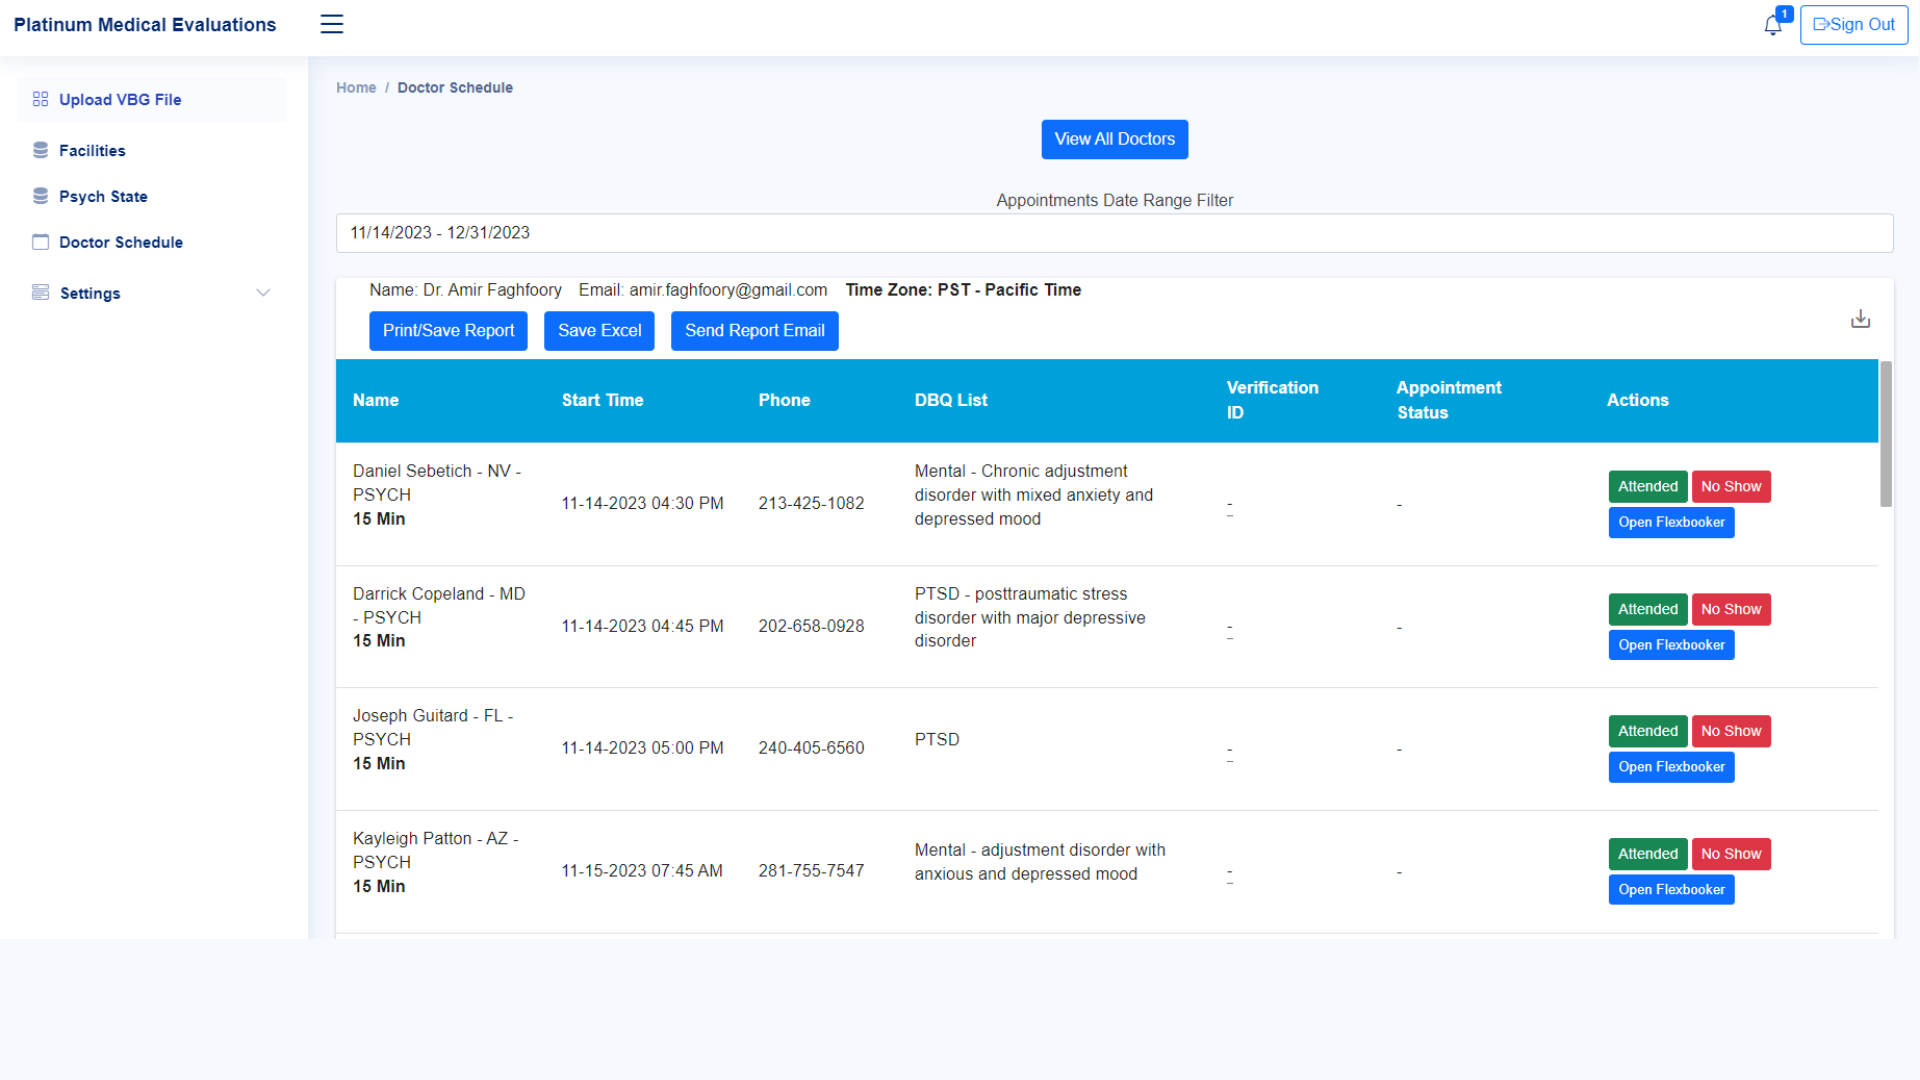 Platinum Medical Evaluations
1
Sign Out
Upload VBG File
Facilities
Psych State
Doctor Schedule
Settings
Home / Doctor Schedule
View All Doctors
Appointments Date Range Filter
11/14/2023 - 12/31/2023
Name: Dr. Amir Faghfoory Email: amir.faghfoory@gmail.com Time Zone: PST - Pacific Time
Print/Save Report Save Excel Send Report Email
Name Start Time Phone DBQ List Verification ID Appointment Status Actions
Daniel Sebetich - NV -
PSYCH
15 Min
11-14-2023 04:30 PM
213-425-1082
Mental - Chronic adjustment
disorder with mixed anxiety and
depressed mood
-
-
Attended No Show
Open Flexbooker
Darrick Copeland - MD
- PSYCH
15 Min
11-14-2023 04:45 PM
202-658-0928
PTSD - posttraumatic stress
disorder with major depressive
disorder
-
-
Attended No Show
Open Flexbooker
Joseph Guitard - FL -
PSYCH
15 Min
11-14-2023 05:00 PM
240-405-6560
PTSD
-
-
Attended No Show
Open Flexbooker
Kayleigh Patton - AZ -
PSYCH
15 Min
11-15-2023 07:45 AM
281-755-7547
Mental - adjustment disorder with
anxious and depressed mood
-
-
Attended No Show
Open Flexbooker